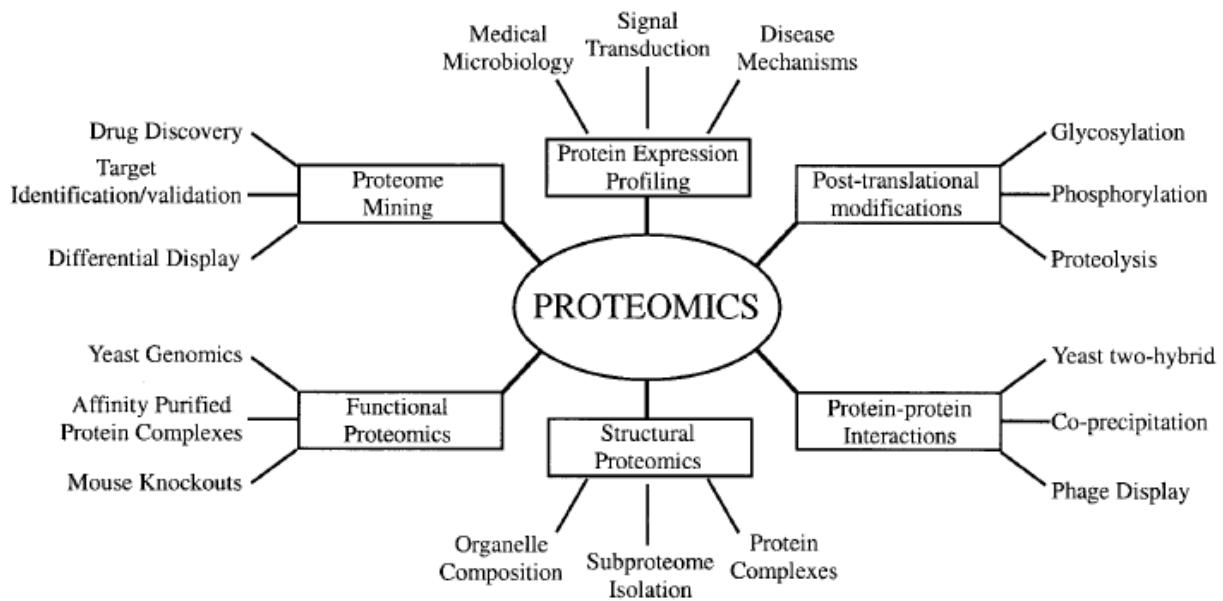 Medical
Microbiology
Signal
Transduction
Disease
Mechanisms
Protein Expression
Profiling
Drug Discovery
Target
Identification/validation
Differential Display
Proteome
Mining
Post-translational
modifications
Glycosylation
Phosphorylation
Proteolysis
PROTEOMICS
Yeast Genomics
Affinity Purified
Protein Complexes
Mouse Knockouts
Functional
Proteomics
Structural
Proteomics
Organelle
Composition
Subproteome
Isolation
Protein
Complexes
Protein-protein
Interactions
Yeast two-hybrid
Co-precipitation
Phage Display